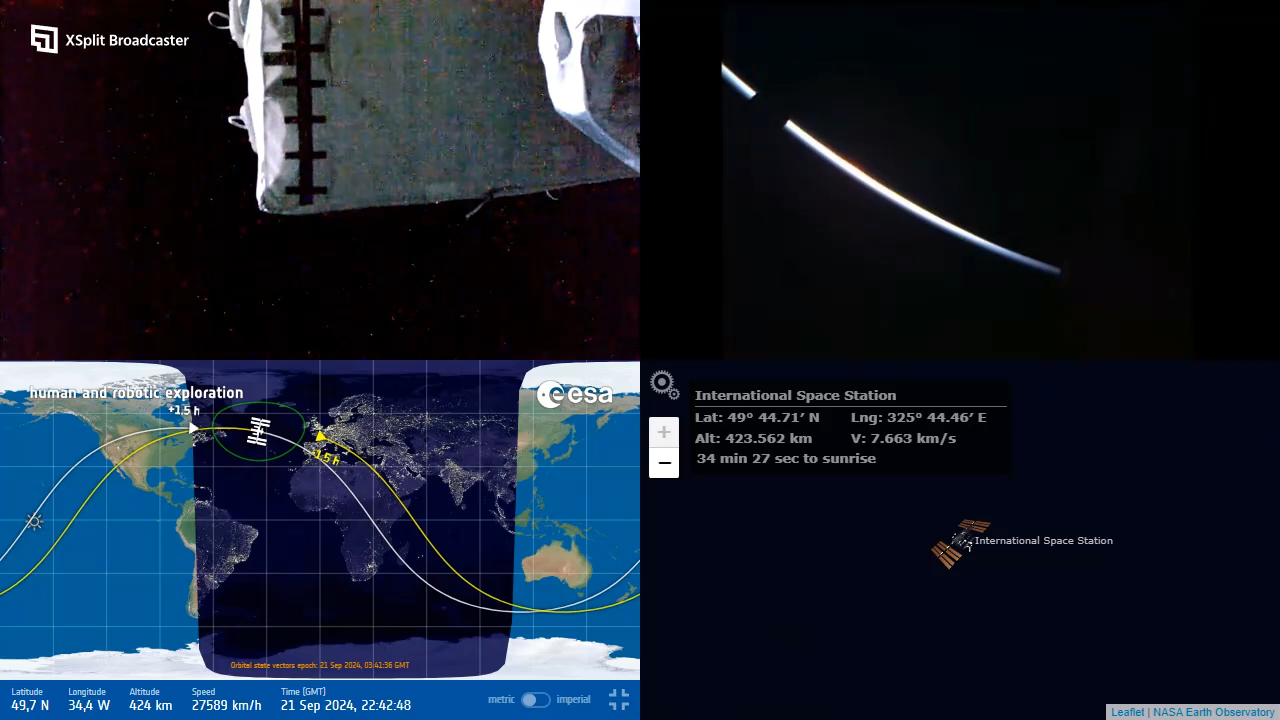 XSplit Broadcaster
human and robotic exploration
esa
+1.5 h
-1.5 h
Orbital state vectors epoch: 21 Sep 2024, 03:41:36 GMT
Latitude
49,7 N
Longitude
34,4 W
Altitude
424 km
Speed
27589 km/h
Time (GMT)
21 Sep 2024, 22:42:48
metric
imperial
International Space Station
Lat: 49° 44.71′ N
Lng: 325° 44.46′ E
Alt: 423.562 km
V: 7.663 km/s
34 min 27 sec to sunrise
+
−
International Space Station
Leaflet | NASA Earth Observatory